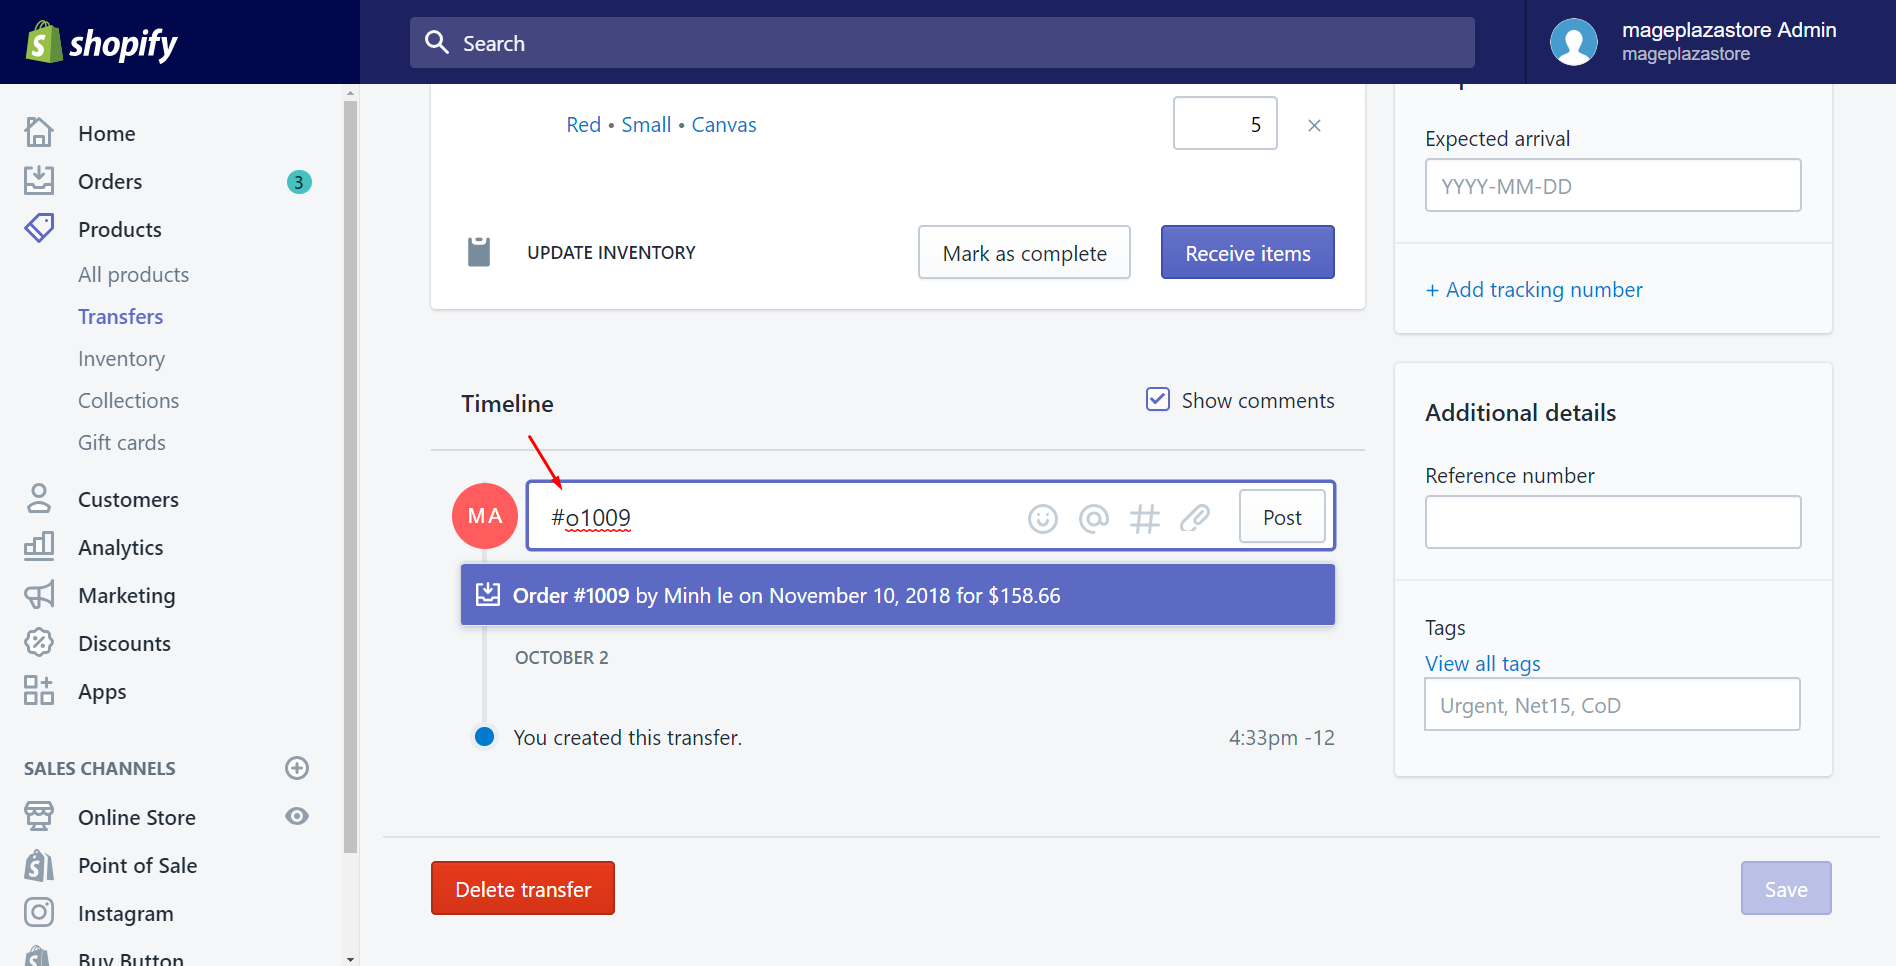 shopify
Search
mageplazastore Admin
mageplazastore
Home
Orders
3
Products
All products
Transfers
Inventory
Collections
Gift cards
Customers
Analytics
Marketing
Discounts
Apps
SALES CHANNELS
Online Store
Point of Sale
Instagram
Buy Button
Red • Small • Canvas
5
UPDATE INVENTORY
Mark as complete
Receive items
Timeline
Show comments
MA
#o1009
Post
Order #1009 by Minh le on November 10, 2018 for $158.66
OCTOBER 2
You created this transfer.
4:33pm -12
Delete transfer
Expected arrival
YYYY-MM-DD
+ Add tracking number
Additional details
Reference number
Tags
View all tags
Urgent, Net15, CoD
Save